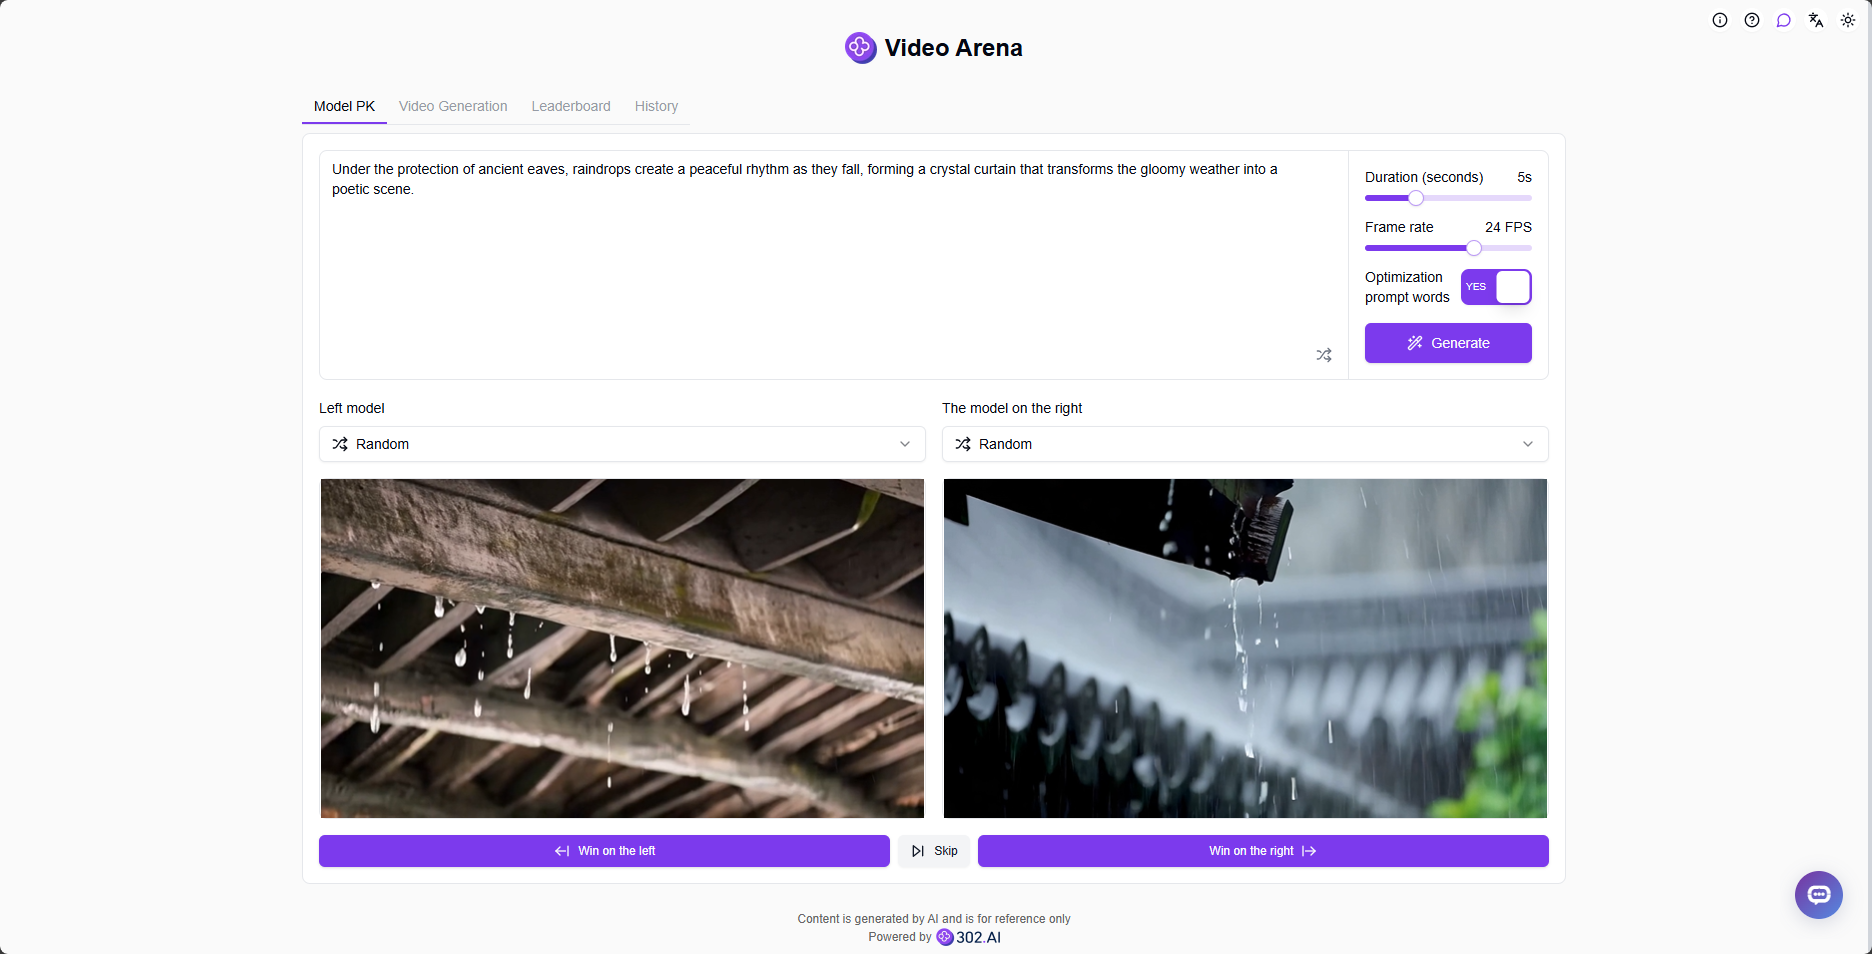 Video Arena
Model PK
Video Generation
Leaderboard
History
Under the protection of ancient eaves, raindrops create a peaceful rhythm as they fall, forming a crystal curtain that transforms the gloomy weather into a
poetic scene.
Duration (seconds)
5s
Frame rate
24 FPS
Optimization
prompt words
YES
Generate
Left model
The model on the right
Random
Random
Win on the left
Skip
Win on the right
Content is generated by AI and is for reference only
Powered by 302.AI